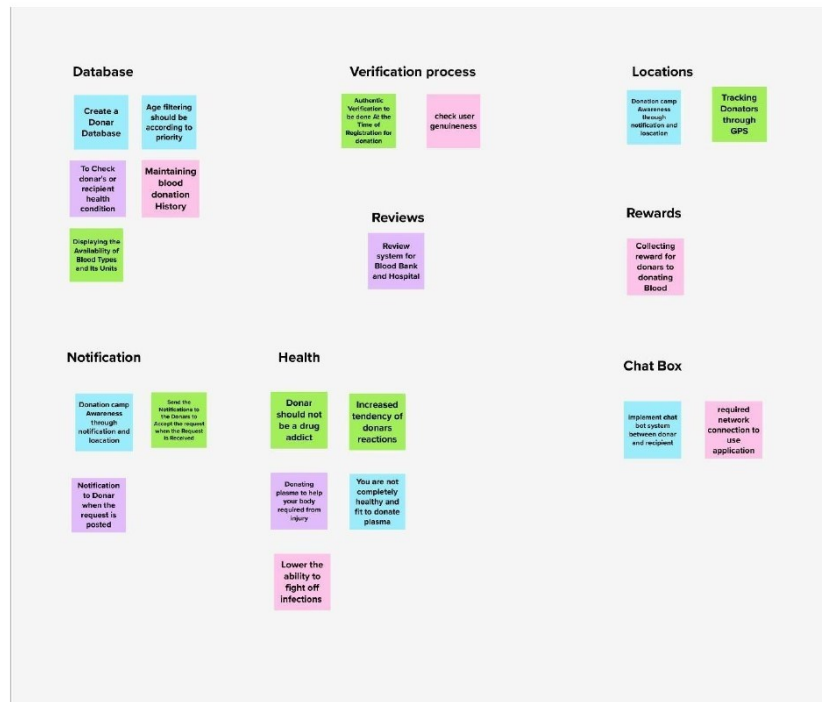 Database
Create a
Donar
Database
Age filtering
should be
according to
priority
To Check
donar's or
recipient
health
condition
Maintaining
blood
donation
History
Displaying the
Availability of
Blood Types
and Its Units
Verification process
Authentic
Verification to
be done At the
Time of
Registration for
donation
check user
genuineness
Locations
Donation camp
Awareness
through
notification and
loacation
Tracking
Donators
through
GPS
Reviews
Review
system for
Blood Bank
and Hospital
Rewards
Collecting
reward for
donars to
donating
Blood
Notification
Donation camp
Awareness
through
notification and
loacation
Send the
Notifications to
the Donars to
Accept the request
when the Request
is Received
Notification
to Donar
when the
request is
posted
Health
Donar
should not
be a drug
addict
Increased
tendency of
donars
reactions
Donating
plasma to help
your body
required from
injury
You are not
completely
healthy and
fit to donate
plasma
Lower the
ability to
fight off
infections
Chat Box
Implement chat
bot system
between donar
and recipient
required
network
connection to
use
application